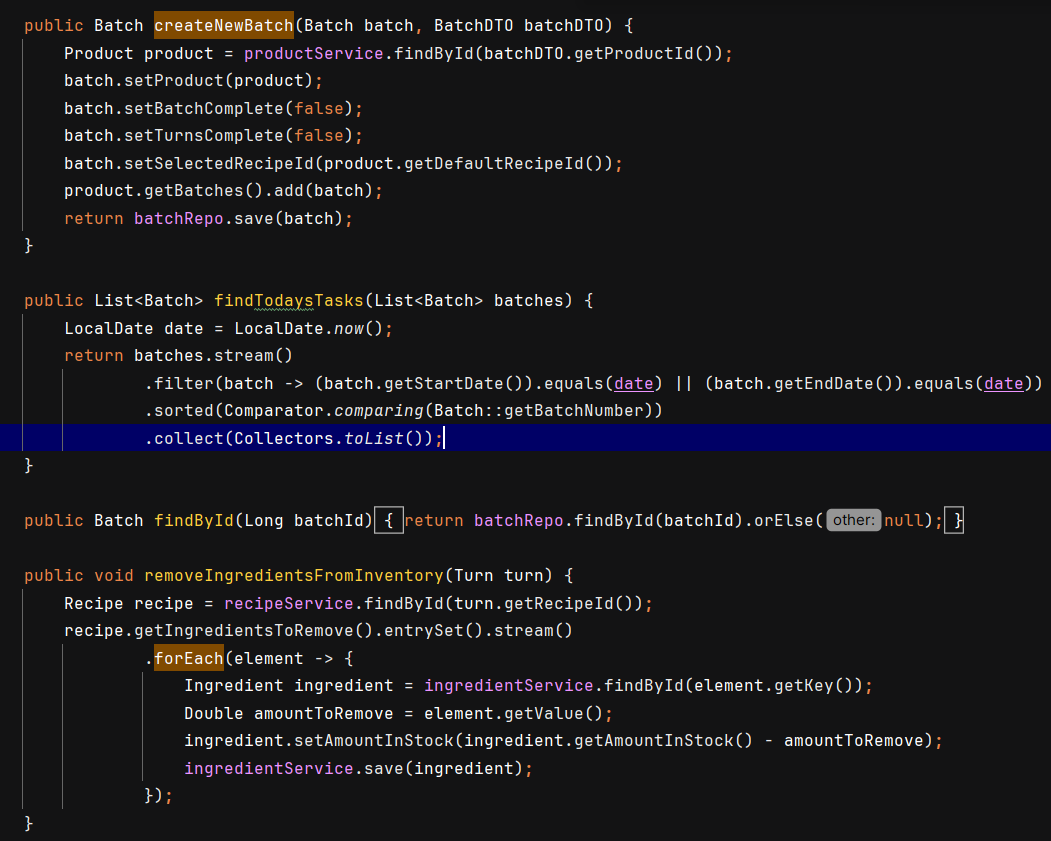 public Batch createNewBatch(Batch batch, BatchDTO batchDTO) {
    Product product = productService.findById(batchDTO.getProductId());
    batch.setProduct(product);
    batch.setBatchComplete(false);
    batch.setTurnsComplete(false);
    batch.setSelectedRecipeId(product.getDefaultRecipeId());
    product.getBatches().add(batch);
    return batchRepo.save(batch);
}
public List<Batch> findTodaysTasks(List<Batch> batches) {
    LocalDate date = LocalDate.now();
    return batches.stream()
            .filter(batch -> (batch.getStartDate()).equals(date) || (batch.getEndDate()).equals(date))
            .sorted(Comparator.comparing(Batch::getBatchNumber))
            .collect(Collectors.toList());
}
public Batch findById(Long batchId) { return batchRepo.findById(batchId).orElse( other: null); }
public void removeIngredientsFromInventory(Turn turn) {
    Recipe recipe = recipeService.findById(turn.getRecipeId());
    recipe.getIngredientsToRemove().entrySet().stream()
            .forEach(element -> {
                Ingredient ingredient = ingredientService.findById(element.getKey());
                Double amountToRemove = element.getValue();
                ingredient.setAmountInStock(ingredient.getAmountInStock() - amountToRemove);
                ingredientService.save(ingredient);
            });
}